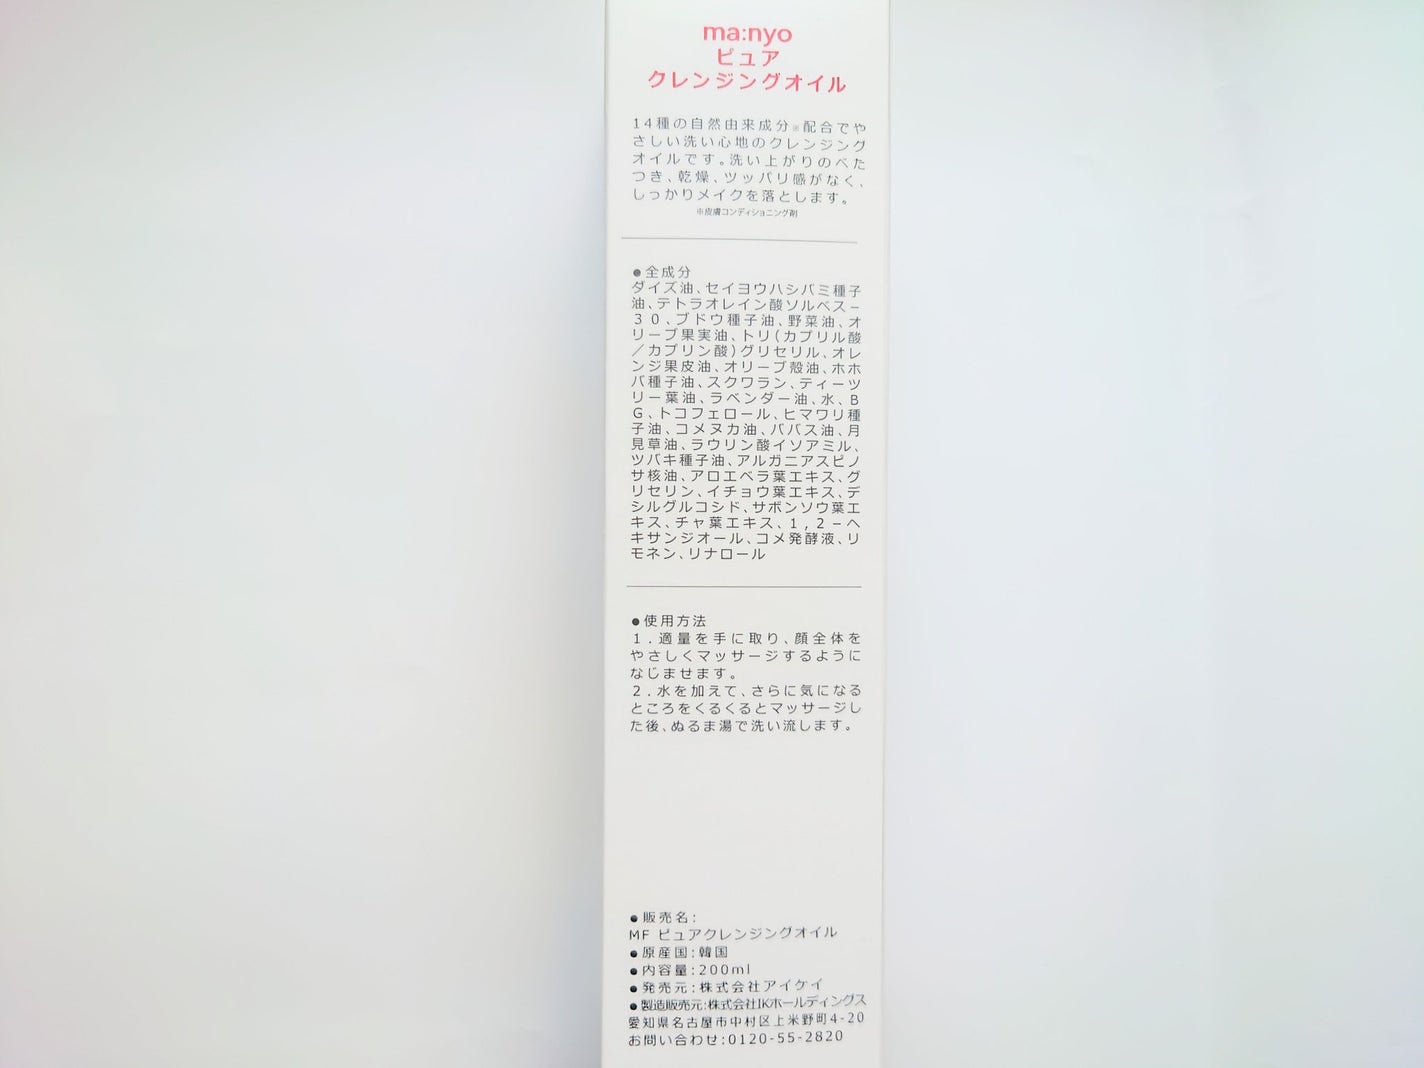 ma:nyo
ピュア
クレンジングオイル
14種の自然由来成分※配合でや
さしい洗い心地のクレンジング
オイルです。洗い上がりのべた
つき、乾燥、ツッパリ感がなく、
しっかりメイクを落とします。
※皮膚コンディショニング剤
●全成分
ダイズ油、セイヨウハシバミ種子
油、テトラオレイン酸ソルベス－
３０、ブドウ種子油、野菜油、オ
リーブ果実油、トリ(カプリル酸
／カプリン酸)グリセリル、オレ
ンジ果皮油、オリーブ殻油、ホホ
バ種子油、スクワラン、ティーツ
リー葉油、ラベンダー油、水、B
G、トコフェロール、ヒマワリ種
子油、コメヌカ油、ババス油、月
見草油、ラウリン酸イソアミル、
ツバキ種子油、アルガニアスピノ
サ核油、アロエベラ葉エキス、グ
リセリン、イチョウ葉エキス、デ
シルグルコシド、サボンソウ葉エ
キス、チャ葉エキス、1,2－ヘ
キサンジオール、コメ発酵液、リ
モネン、リナロール
●使用方法
1.適量を手に取り、顔全体を
やさしくマッサージするように
なじませます。
2.水を加えて、さらに気になる
ところをくるくるとマッサージし
た後、ぬるま湯で洗い流します。
●販売名:
MF ピュアクレンジングオイル
●原産国:韓国
●内容量:200ml
●発売元:株式会社アイケイ
●製造販売元:株式会社IKホールディングス
愛知県名古屋市中村区上米野町4-20
お問い合わせ:0120-55-2820